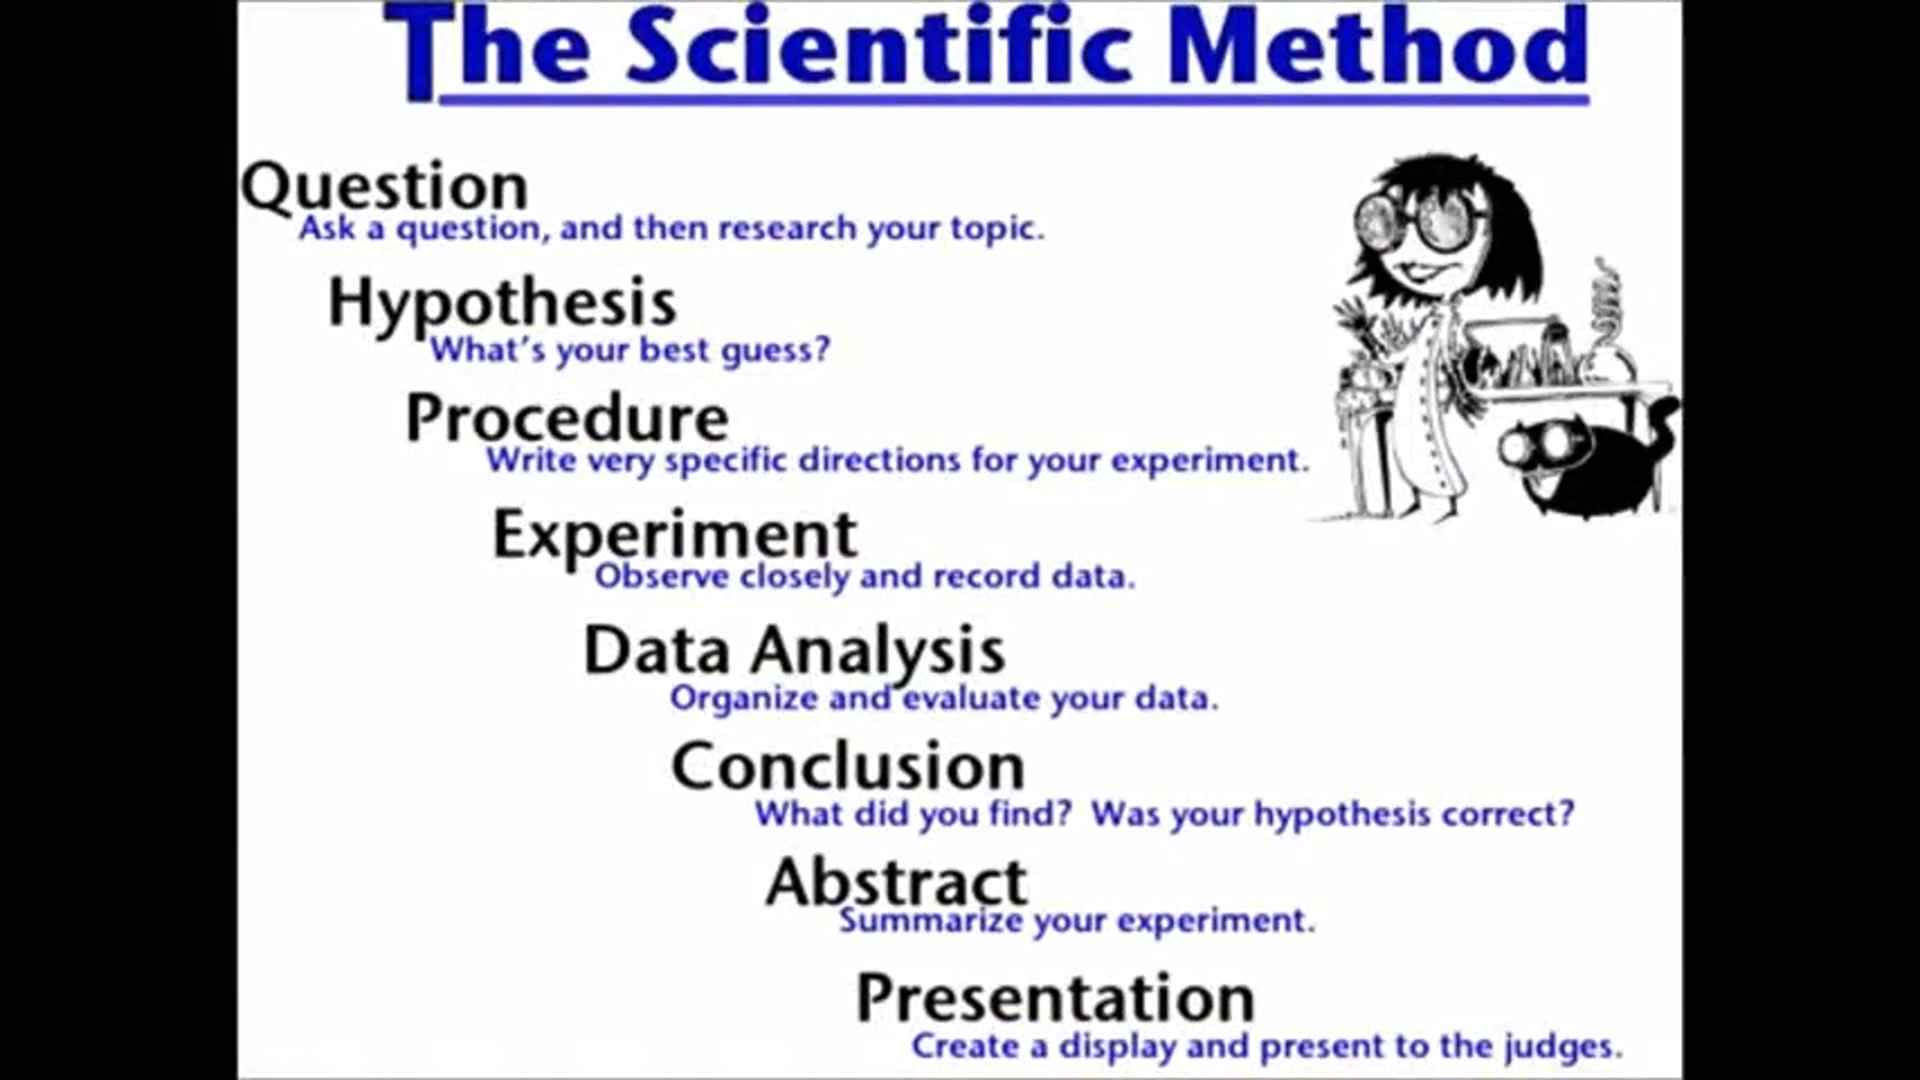 The Scientific Method
Question
Ask a question, and then research your topic.
Hypothesis
What's your best guess?
Procedure
Write very specific directions for your experiment.
Experiment
Observe closely and record data.
Data Analysis
Organize and evaluate your data.
Conclusion
What did you find?  Was your hypothesis correct?
Abstract
Summarize your experiment.
Presentation
Create a display and present to the judges.